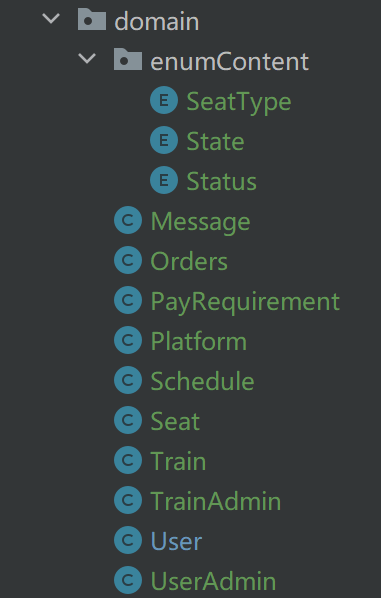 domain
enumContent
E SeatType
E State
E Status
C Message
C Orders
C PayRequirement
C Platform
C Schedule
C Seat
C Train
C TrainAdmin
C User
C UserAdmin